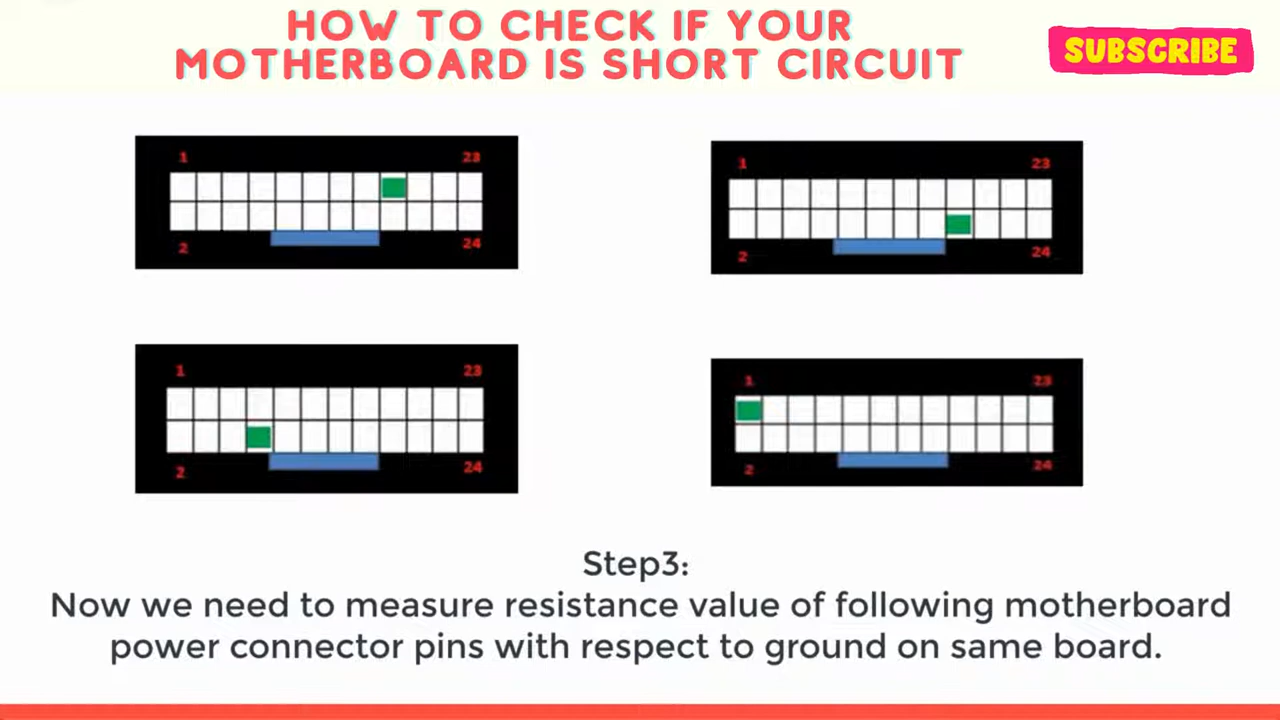 HOW TO CHECK IF YOUR
MOTHERBOARD IS SHORT CIRCUIT
SUBSCRIBE
1 23
2 24
1 23
2 24
1 23
2 24
1 23
2 24
Step3:
Now we need to measure resistance value of following motherboard
power connector pins with respect to ground on same board.